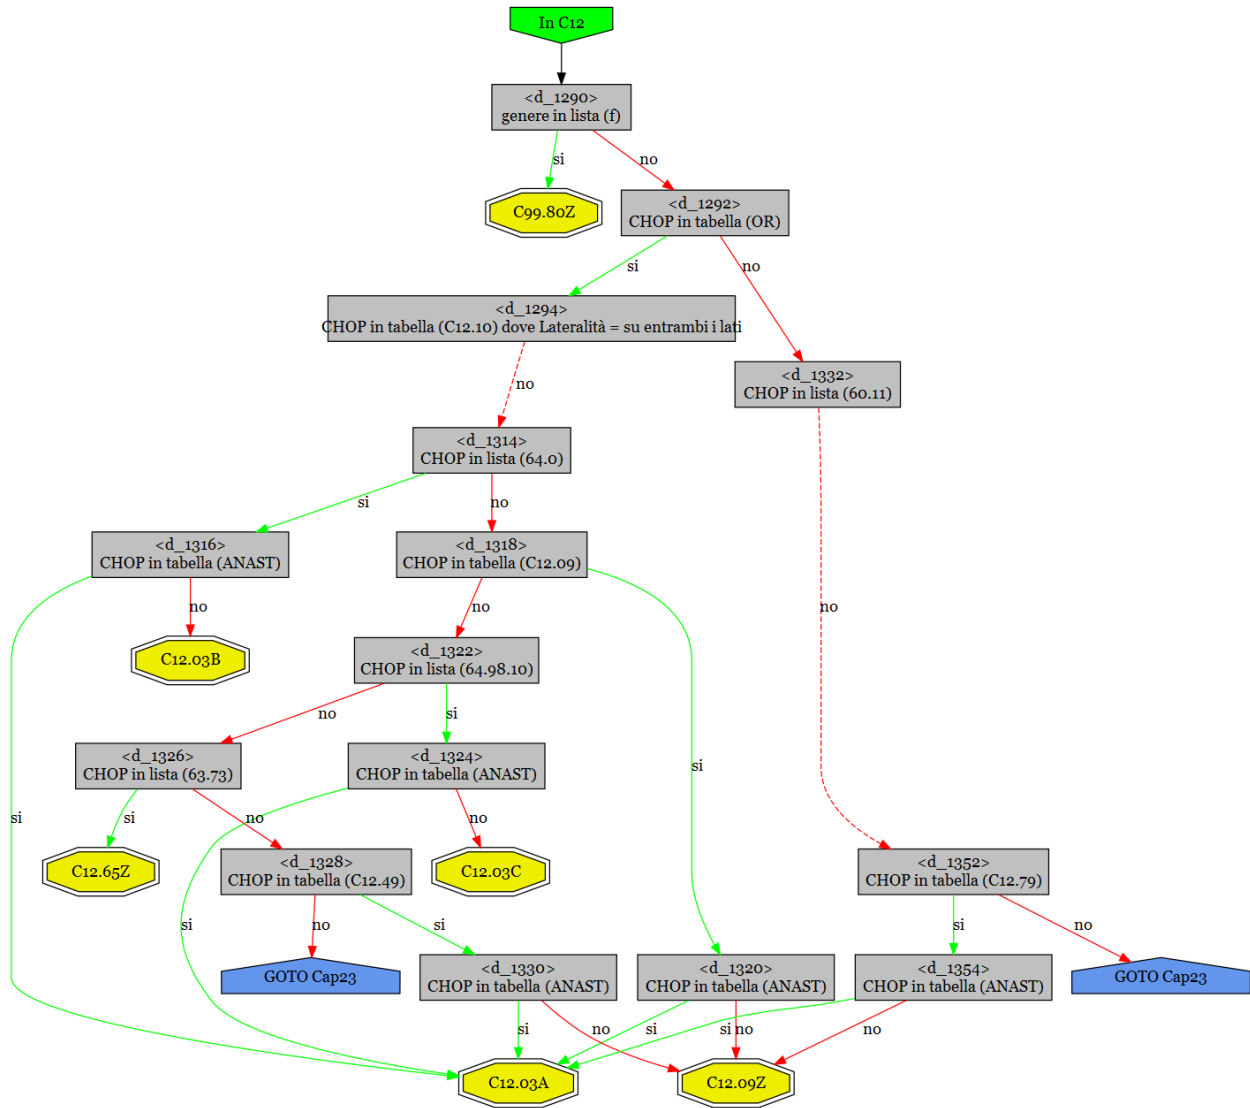 In C12
<d_1290>
genere in lista (f)
si
no
C99.80Z
<d_1292>
CHOP in tabella (OR)
si
no
<d_1294>
CHOP in tabella (C12.10) dove Lateralità = su entrambi i lati
no
<d_1332>
CHOP in lista (60.11)
<d_1314>
CHOP in lista (64.0)
si
no
<d_1316>
CHOP in tabella (ANAST)
<d_1318>
CHOP in tabella (C12.09)
no
no
no
C12.03B
<d_1322>
CHOP in lista (64.98.10)
no
si
si
<d_1326>
CHOP in lista (63.73)
<d_1324>
CHOP in tabella (ANAST)
si
si
no
no
C12.65Z
<d_1328>
CHOP in tabella (C12.49)
C12.03C
<d_1352>
CHOP in tabella (C12.79)
si
no
si
si
no
GOTO Cap23
<d_1330>
CHOP in tabella (ANAST)
<d_1320>
CHOP in tabella (ANAST)
<d_1354>
CHOP in tabella (ANAST)
GOTO Cap23
si
no
si
no
si
no
C12.03A
C12.09Z